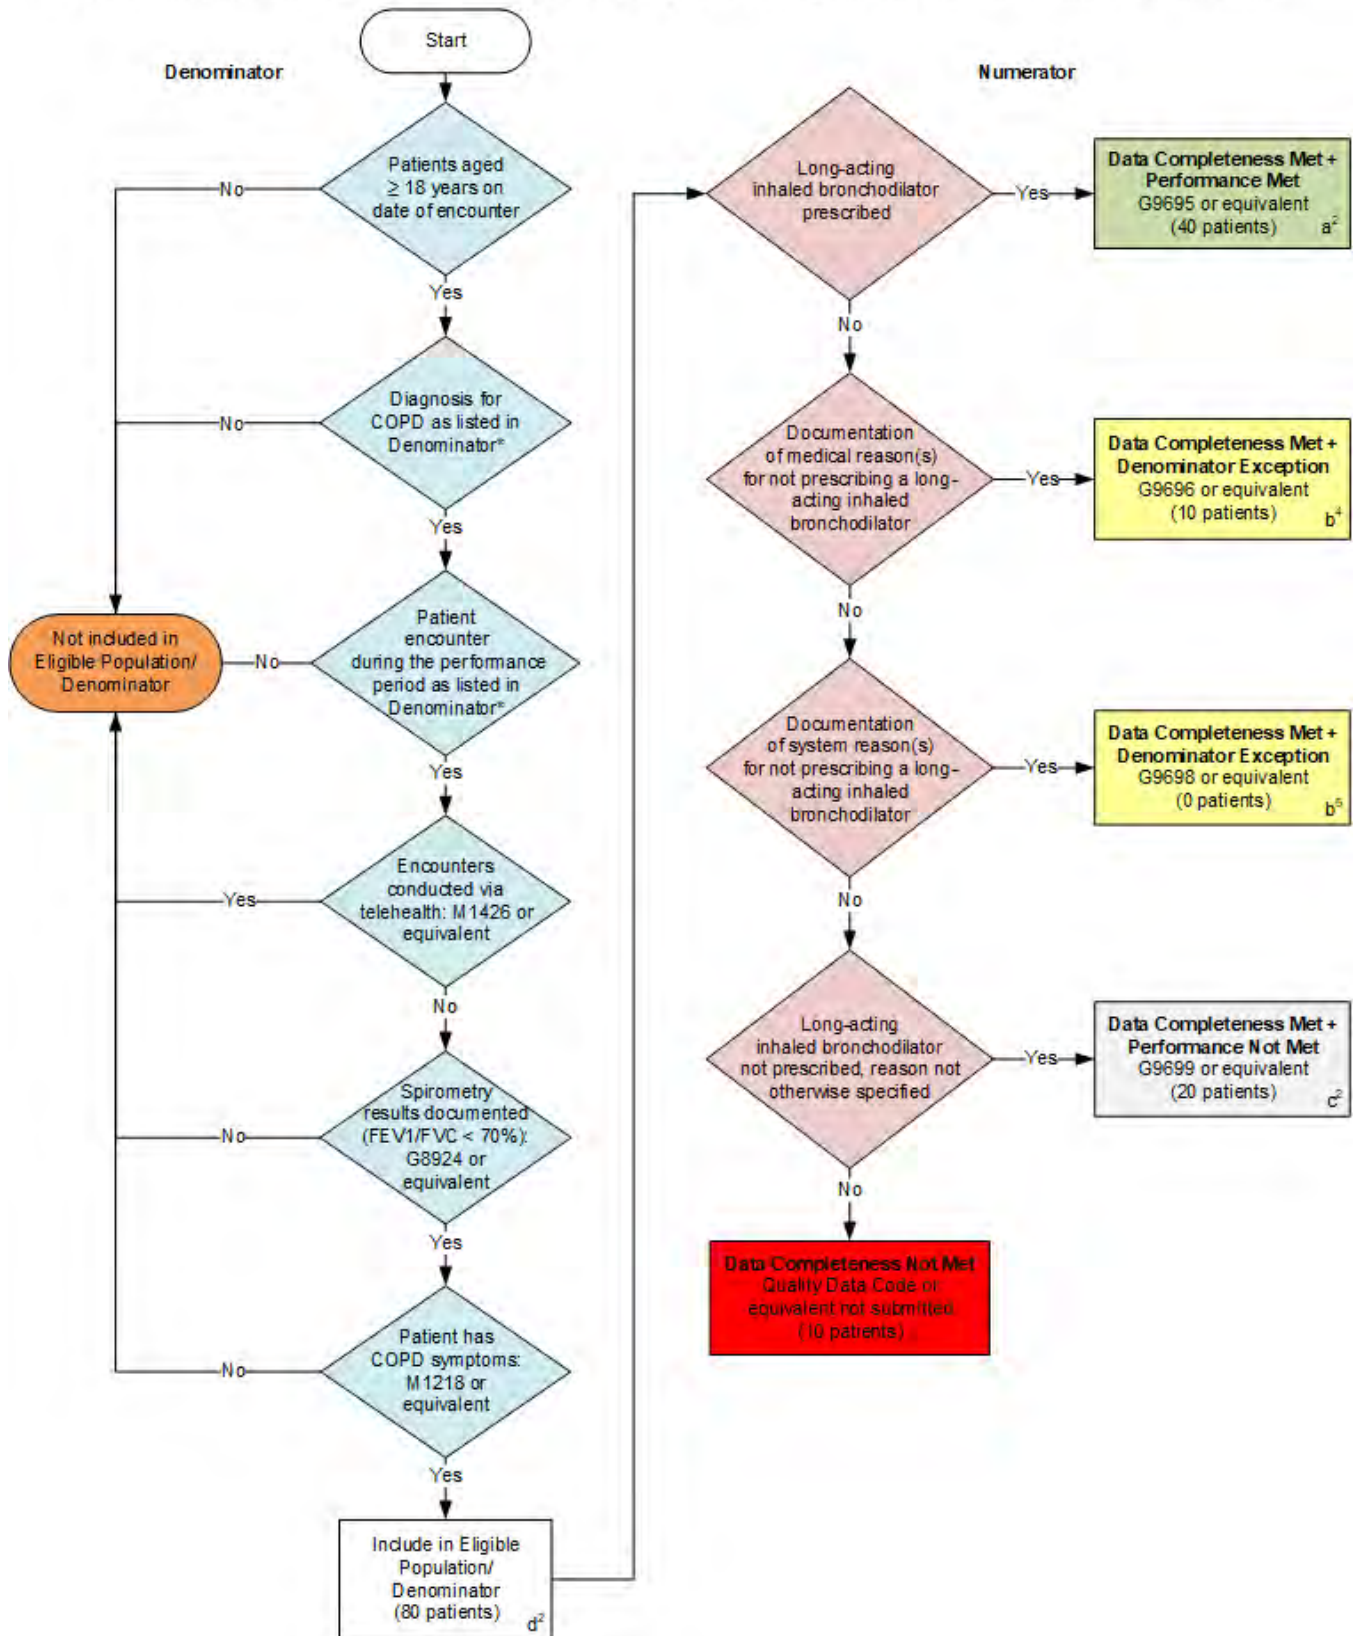 Start
Denominator
Patients aged
≥ 18 years on
date of encounter
No
Yes
Diagnosis for
COPD as listed in
Denominator*
No
Yes
Patient
encounter
during the performance
period as listed in
Denominator*
No
Not included in
Eligible Population/
Denominator
Yes
Encounters
conducted via
telehealth: M1426 or
equivalent
Yes
No
Spirometry
results documented
(FEV1/FVC < 70%):
G8924 or
equivalent
No
Yes
Patient has
COPD symptoms:
M1218 or
equivalent
No
Yes
Include in Eligible
Population/
Denominator
(80 patients)
d²
Numerator
Long-acting
inhaled bronchodilator
prescribed
Yes
Data Completeness Met +
Performance Met
G9695 or equivalent
(40 patients)
a²
No
Documentation
of medical reason(s)
for not prescribing a long-
acting inhaled
bronchodilator
Yes
Data Completeness Met +
Denominator Exception
G9696 or equivalent
(10 patients)
b⁴
No
Documentation
of system reason(s)
for not prescribing a long-
acting inhaled
bronchodilator
Yes
Data Completeness Met +
Denominator Exception
G9698 or equivalent
(0 patients)
b⁵
No
Long-acting
inhaled bronchodilator
not prescribed, reason not
otherwise specified
Yes
Data Completeness Met +
Performance Not Met
G9699 or equivalent
(20 patients)
c²
No
Data Completeness Not Met
Quality Data Code or
equivalent not submitted
(10 patients)